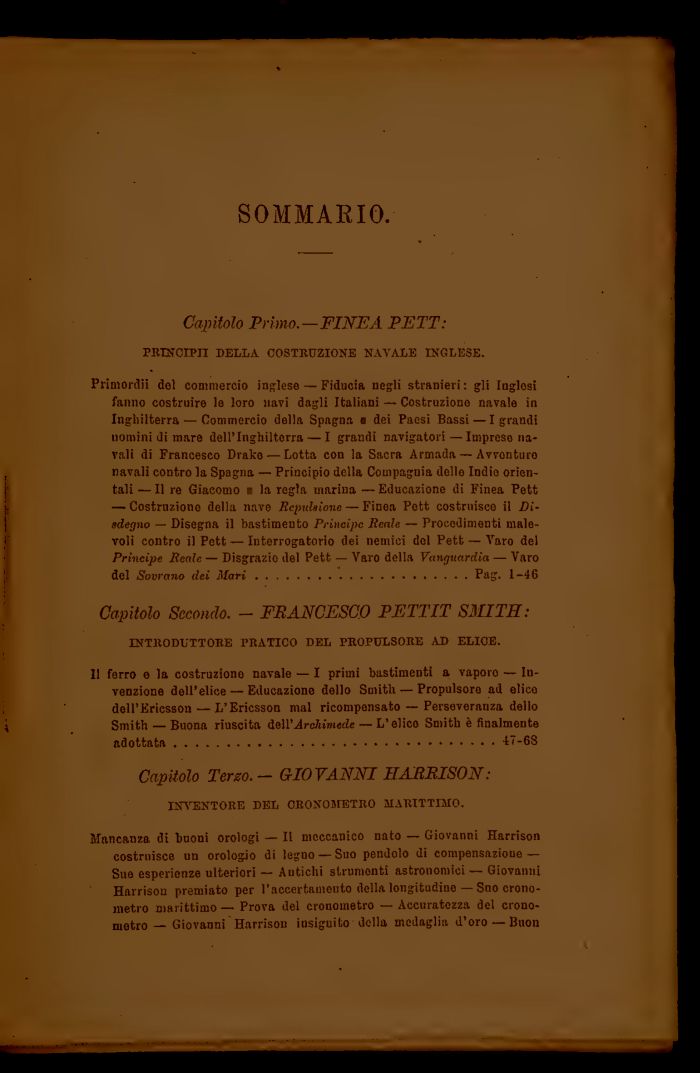 SOMMARIO.
Capitolo Primo.—FINEA PETT:
PRINCIPII DELLA COSTRUZIONE NAVALE INGLESE.
Primordii del commercio inglese — Fiducia negli stranieri: gli Inglesi
fanno costruire le loro navi dagli Italiani — Costruzione navale in
Inghilterra — Commercio della Spagna e dei Paesi Bassi — I grandi
uomini di mare dell'Inghilterra — I grandi navigatori — Imprese na-
vali di Francesco Drake — Lotta con la Sacra Armada — Avventure
navali contro la Spagna — Principio della Compagnia delle Indie orien-
tali — Il re Giacomo e la regia marina — Educazione di Finea Pett
— Costruzione della nave Repulsione — Finea Pett costruisce il Di-
sdegno — Disegna il bastimento Principe Reale — Procedimenti male-
voli contro il Pett — Interrogatorio dei nemici del Pett — Varo del
Principe Reale — Disgrazie del Pett — Varo della Vanguardia — Varo
del Sovrano dei Mari . . . . . . . . . . . . . . . . . . . . Pag. 1-46
Capitolo Secondo. — FRANCESCO PETTIT SMITH:
INTRODUTTORE PRATICO DEL PROPULSORE AD ELICE.
Il ferro e la costruzione navale — I primi bastimenti a vapore — In-
venzione dell'elice — Educazione dello Smith — Propulsore ad elice
dell'Ericsson — L'Ericsson mal ricompensato — Perseveranza dello
Smith — Buona riuscita dell'Archimede — L'elice Smith è finalmente
adottata . . . . . . . . . . . . . . . . . . . . . . . . . . . . . . 47-68
Capitolo Terzo. — GIOVANNI HARRISON:
INVENTORE DEL CRONOMETRO MARITTIMO.
Mancanza di buoni orologi — Il meccanico nato — Giovanni Harrison
costruisce un orologio di legno — Suo pendolo di compensazione —
Sue esperienze ulteriori — Antichi strumenti astronomici — Giovanni
Harrison premiato per l'accertamento della longitudine — Suo crono-
metro marittimo — Prova del cronometro — Accuratezza del crono-
metro — Giovanni Harrison insignito della medaglia d'oro — Buon